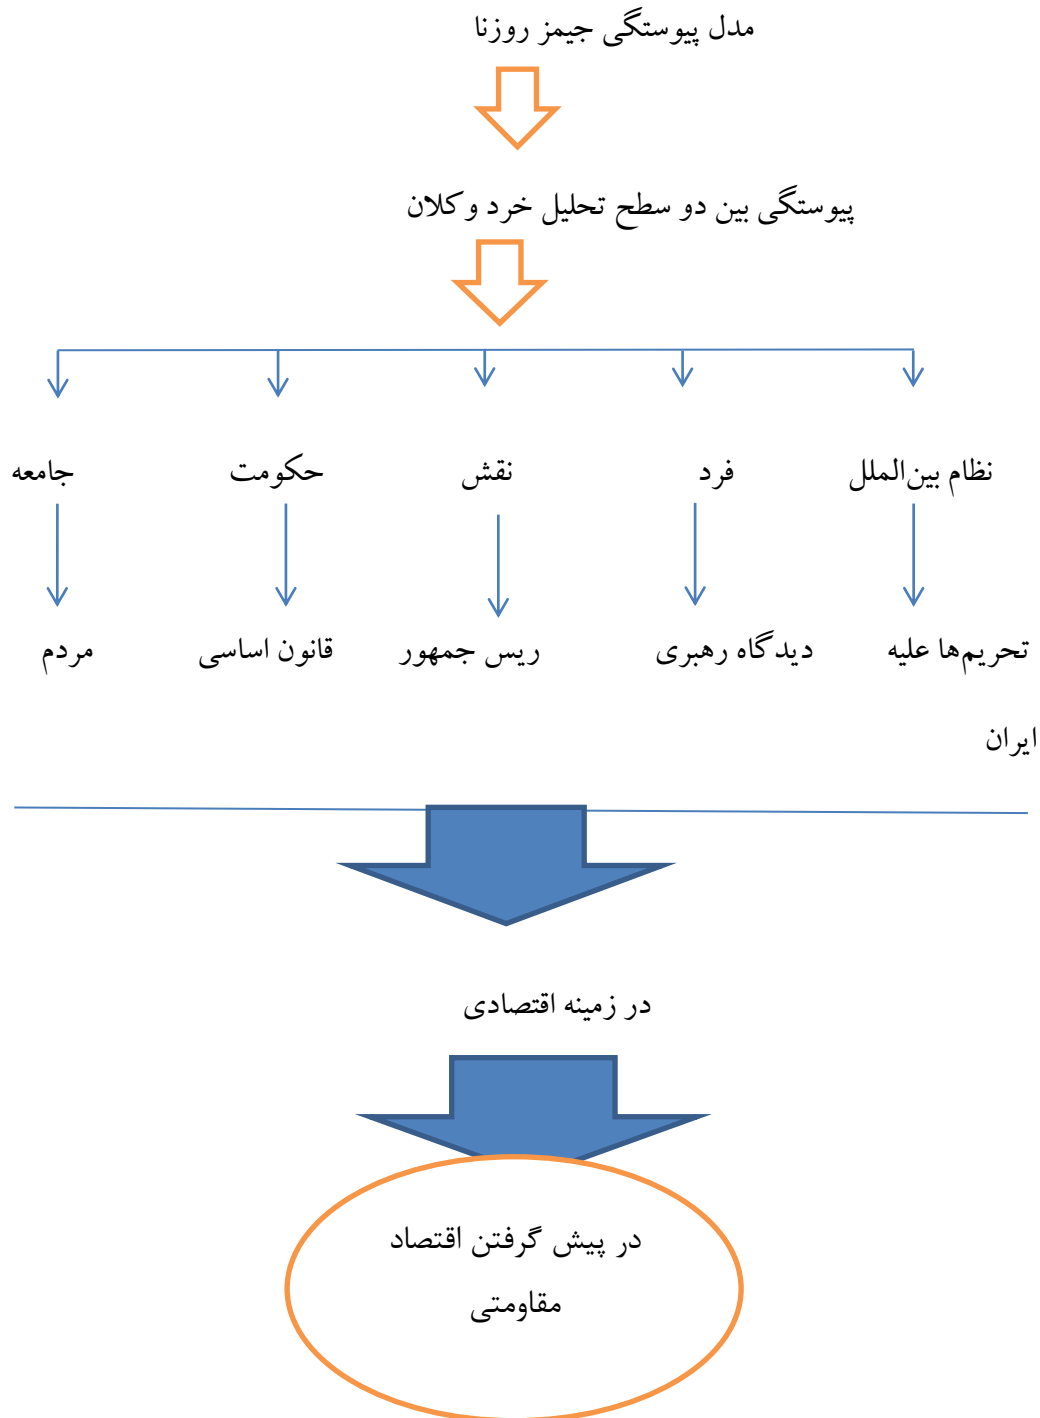 مدل پیوستگی جیمز روزنا
پیوستگی بین دو سطح تحلیل خرد وکلان
نظام بین‌الملل فرد نقش حکومت جامعه
تحریم‌ها علیه دیدگاه رهبری ریس جمهور قانون اساسی مردم
ایران
در زمینه اقتصادی
در پیش گرفتن اقتصاد
مقاومتی